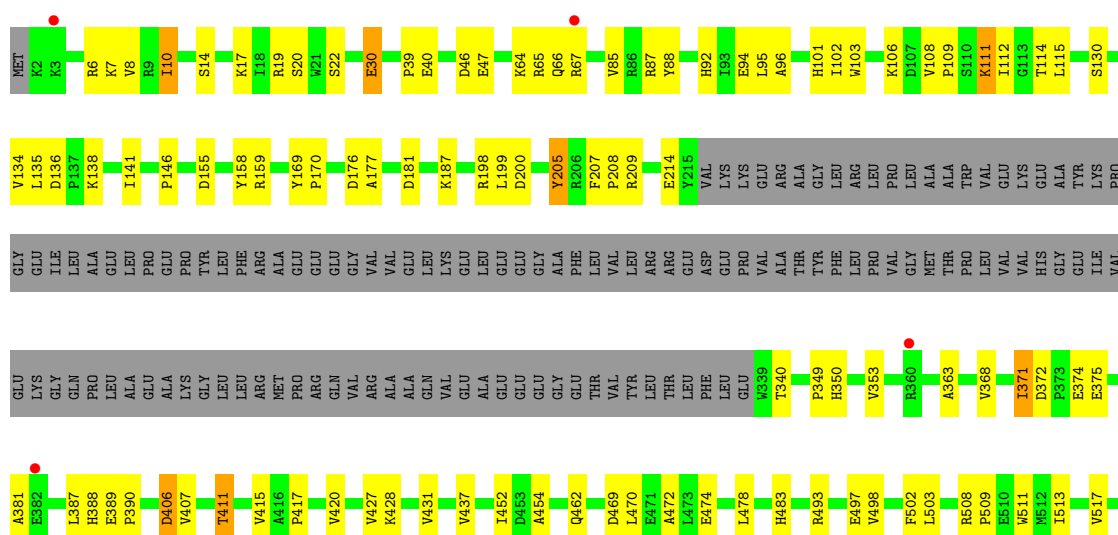 MET K2 K3 R6 K7 V8 R9 I10 S14 K17 I18 R19 S20 W21 S22 E30 P39 E40 D46 E47 K64 R65 Q66 R67 V85 R86 R87 Y88 H92 I93 E94 L95 A96 H101 I102 W103 K106 D107 V108 P109 S110 K111 I112 G113 T114 L115 S130
V134 L135 D136 P137 K138 I141 P146 D155 Y158 R159 Y169 P170 D176 A177 D181 K187 R198 L199 D200 Y205 R206 F207 P208 R209 E214 Y215 VAL LYS LYS GLU ARG ALA GLY LEU ARG LEU PRO LEU ALA ALA TRP VAL GLU LYS GLU ALA TYR LYS PRO
GLY GLU ILE LEU ALA GLU LEU PRO GLU PRO TYR LEU PHE ARG ALA GLU GLU GLU GLY VAL VAL GLU LEU LYS GLU LEU GLU GLU GLY ALA PHE LEU VAL LEU ARG ARG GLU ASP GLU PRO VAL ALA THR TYR PHE LEU PRO VAL GLY MET THR PRO LEU VAL VAL HIS GLY GLU ILE VAL
GLU LYS GLY GLN PRO LEU ALA GLU ALA LYS GLY LEU LEU ARG MET PRO ARG GLN VAL ARG ALA ALA GLN VAL GLU ALA GLU GLU GLU GLY GLU THR VAL TYR LEU THR LEU PHE LEU GLU W339 T340 P349 H350 V353 R360 A363 V368 I371 D372 P373 E374 E375
A381 E382 L387 H388 E389 P390 D406 V407 T411 V415 A416 P417 V420 V427 K428 V431 V437 I452 D453 A454 Q462 D469 L470 E471 A472 L473 E474 L478 H483 R493 E497 V498 F502 L503 R508 P509 E510 W511 M512 I513 V517